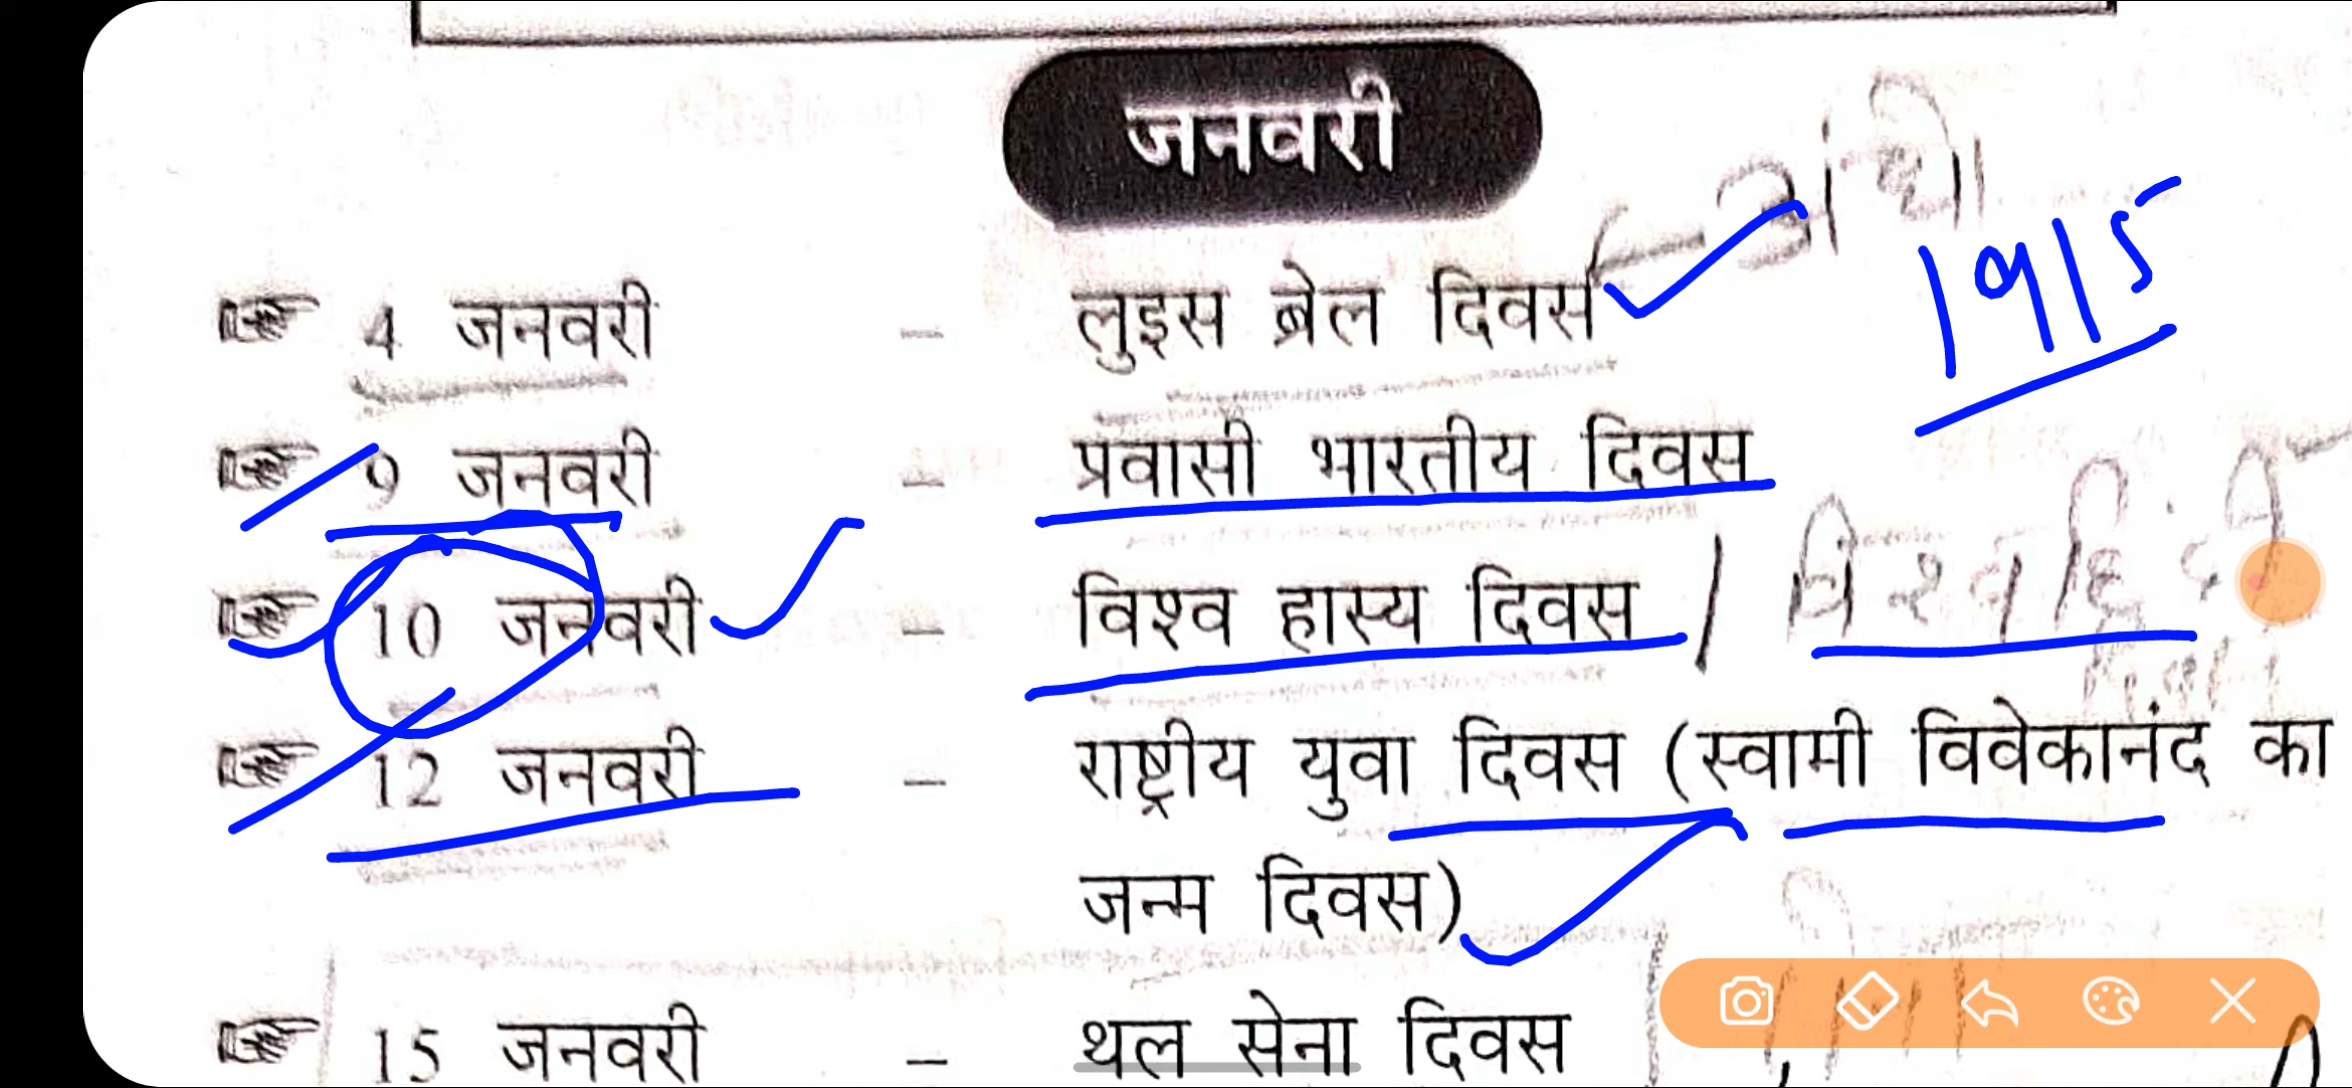 जनवरी
4 जनवरी - लुइस ब्रेल दिवस
1915
9 जनवरी - प्रवासी भारतीय दिवस
10 जनवरी - विश्व हास्य दिवस / विश्व हिंदी
12 जनवरी - राष्ट्रीय युवा दिवस (स्वामी विवेकानंद का
जन्म दिवस)
15 जनवरी - थल सेना दिवस